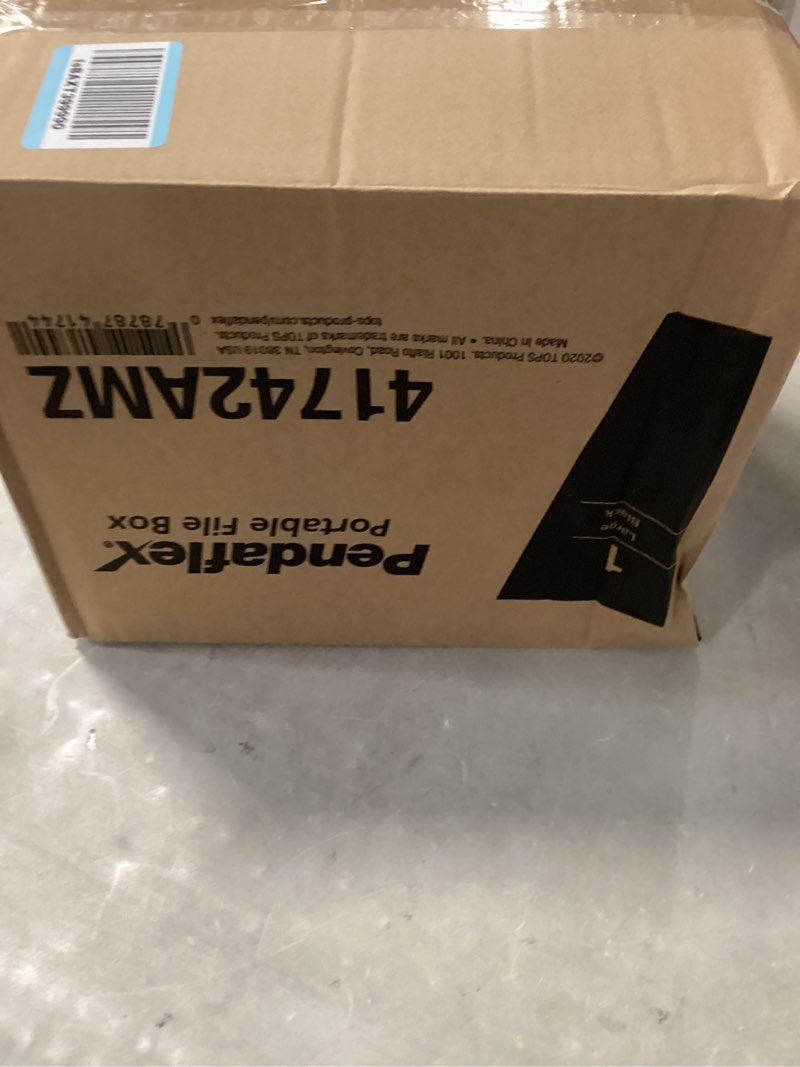 Pendaflex®
Portable File Box
41742AMZ
©2020 TOPS Products. 1001 Rialto Road, Covington, TN 38019 USA
Made in China. • All marks are trademarks of TOPS Products.
tops-products.com/pendaflex
0 78787 41744
1
Large
Black